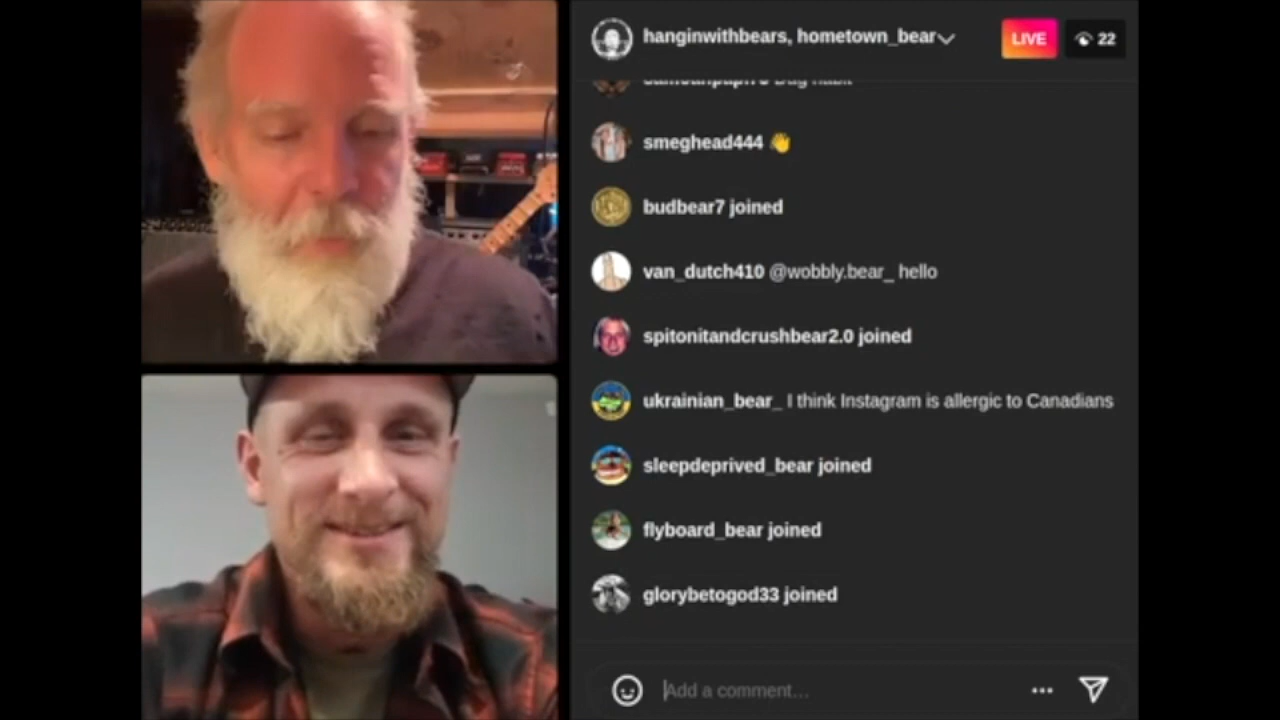 hanginwithbears, hometown_bear
LIVE
22
smeghead444 👋
budbear7 joined
van_dutch410 @wobbly.bear_ hello
spitonitandcrushbear2.0 joined
ukrainian_bear_ I think Instagram is allergic to Canadians
sleepdeprived_bear joined
flyboard_bear joined
glorybetogod33 joined
Add a comment…